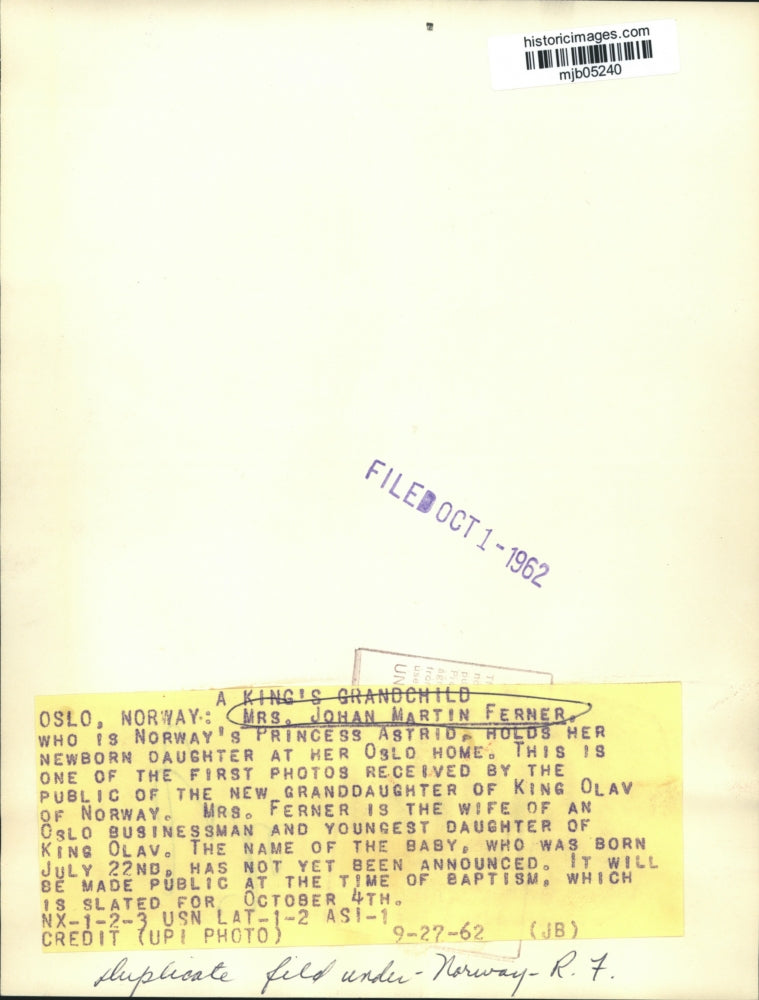 historicimages.com
mjb05240
FILED OCT 1-1962
UN
A KING'S GRANDCHILD
OSLO, NORWAY: MRS. JOHAN MARTIN FERNER,
WHO IS NORWAY'S PRINCESS ASTRID, HOLDS HER
NEWBORN DAUGHTER AT HER OSLO HOME. THIS IS
ONE OF THE FIRST PHOTOS RECEIVED BY THE
PUBLIC OF THE NEW GRANDDAUGHTER OF KING OLAV
OF NORWAY. MRS. FERNER IS THE WIFE OF AN
OSLO BUSINESSMAN AND YOUNGEST DAUGHTER OF
KING OLAV. THE NAME OF THE BABY, WHO WAS BORN
JULY 22ND, HAS NOT YET BEEN ANNOUNCED. IT WILL
BE MADE PUBLIC AT THE TIME OF BAPTISM, WHICH
IS SLATED FOR OCTOBER 4TH.
NX-1-2-3 USN LAT-1-2 ASI-1
CREDIT (UPI PHOTO) 9-27-62 (JB)
Duplicate filed under - Norway - R. F.